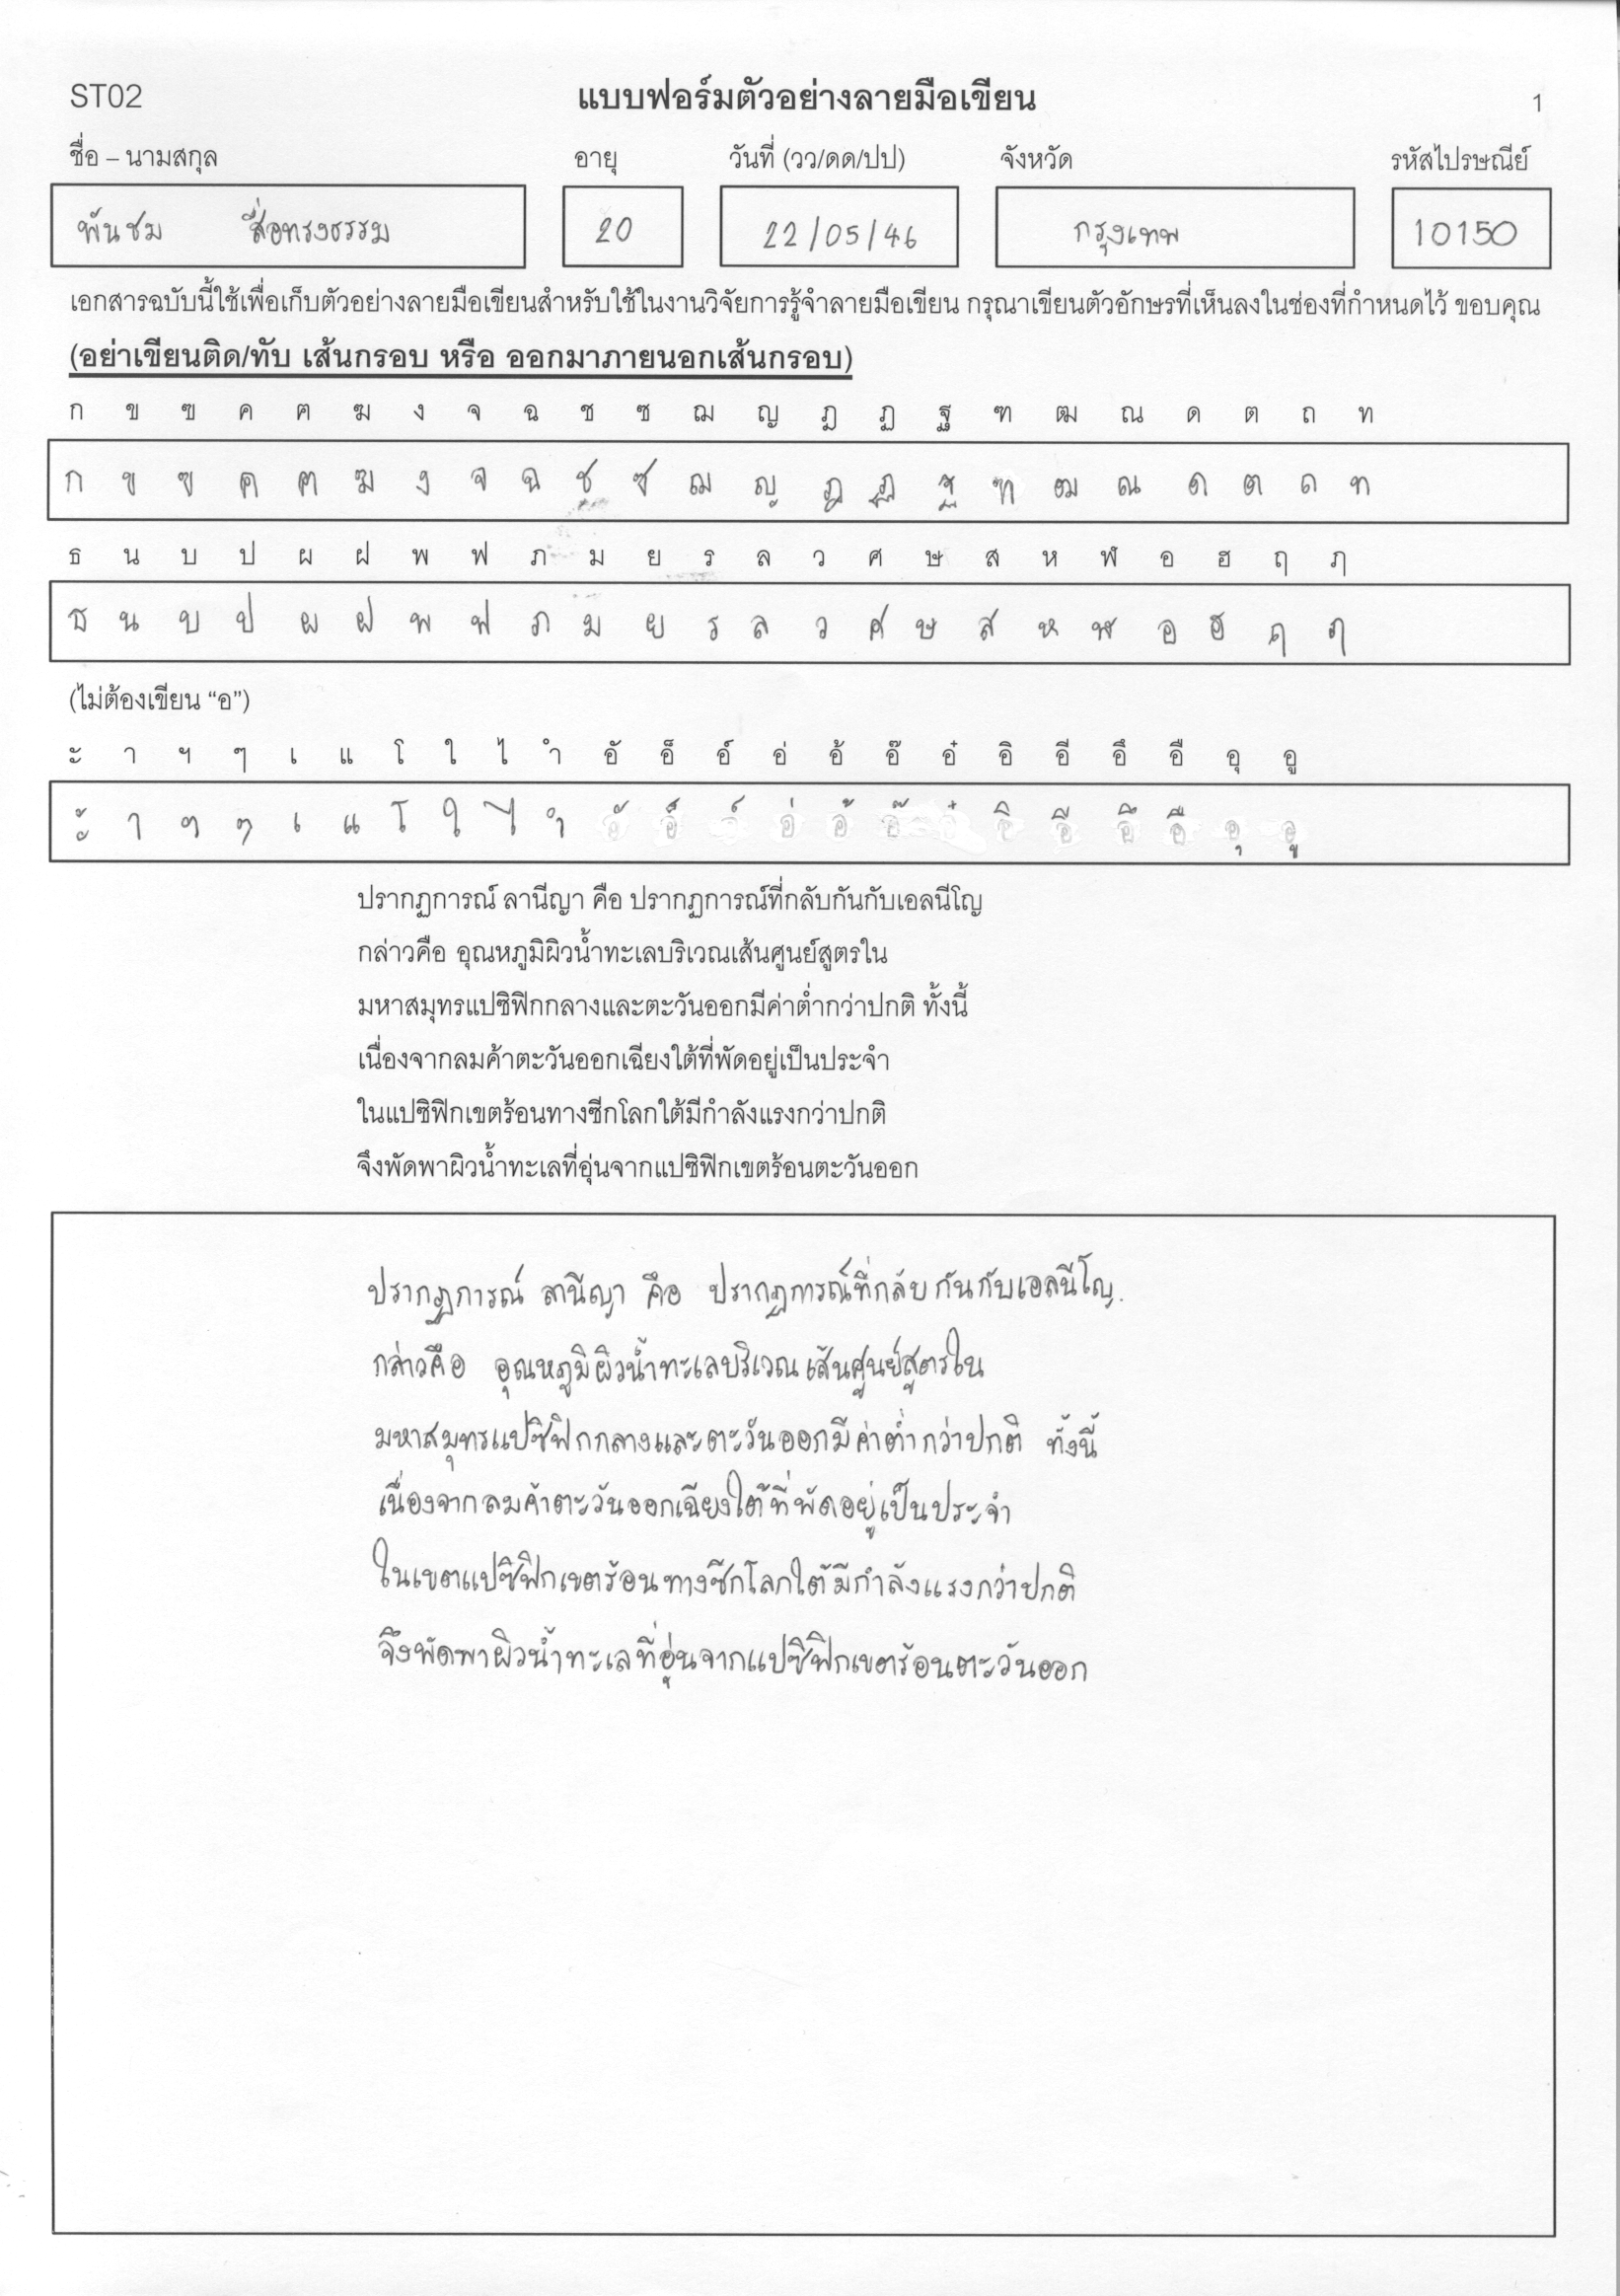 ST02
แบบฟอร์มตัวอย่างลายมือเขียน
1
ชื่อ – นามสกุล
อายุ
วันที่ (วว/ดด/ปป)
จังหวัด
รหัสไปรษณีย์
พันชม สื่อทรงธรรม
20
22/05/46
กรุงเทพ
10150
เอกสารฉบับนี้ใช้เพื่อเก็บตัวอย่างลายมือเขียนสำหรับใช้ในงานวิจัยการรู้จำลายมือเขียน กรุณาเขียนตัวอักษรที่เห็นลงในช่องที่กำหนดไว้ ขอบคุณ
(อย่าเขียนติด/ทับ เส้นกรอบ หรือ ออกมาภายนอกเส้นกรอบ)
ก ข ฃ ค ฅ ฆ ง จ ฉ ช ซ ฌ ญ ฎ ฏ ฐ ฑ ฒ ณ ด ต ถ ท
ก ข ฃ ค ฅ ฆ ง จ ฉ ช ซ ฌ ญ ฎ ฏ ฐ ฑ ฒ ณ ด ต ถ ท
ธ น บ ป ผ ฝ พ ฟ ภ ม ย ร ล ว ศ ษ ส ห ฬ อ ฮ ฤ ฦ
ธ น บ ป ผ ฝ พ ฟ ภ ม ย ร ล ว ศ ษ ส ห ฬ อ ฮ ฤ ฦ
(ไม่ต้องเขียน “อ”)
ะ า ฯ ๆ เ แ โ ใ ไ ำ อั อ็ อ์ อ่ อ้ อ๊ อ๋ อิ อี อึ อื อุ อู
ะ า ฯ ๆ เ แ โ ใ ไ ำ อั อ็ อ์ อ่ อ้ อ๊ อ๋ อิ อี อึ อื อุ อู
ปรากฏการณ์ ลานีญา คือ ปรากฏการณ์ที่กลับกันกับเอลนีโญ
กล่าวคือ อุณหภูมิผิวน้ำทะเลบริเวณเส้นศูนย์สูตรใน
มหาสมุทรแปซิฟิกกลางและตะวันออกมีค่าต่ำกว่าปกติ ทั้งนี้
เนื่องจากลมค้าตะวันออกเฉียงใต้ที่พัดอยู่เป็นประจำ
ในแปซิฟิกเขตร้อนทางซีกโลกใต้มีกำลังแรงกว่าปกติ
จึงพัดพาผิวน้ำทะเลที่อุ่นจากแปซิฟิกเขตร้อนตะวันออก
ปรากฏการณ์ ลานีญา คือ ปรากฏการณ์ที่กลับกันกับเอลนีโญ.
กล่าวคือ อุณหภูมิผิวน้ำทะเลบริเวณเส้นศูนย์สูตรใน
มหาสมุทรแปซิฟิกกลางและตะวันออกมีค่าต่ำกว่าปกติ ทั้งนี้
เนื่องจากลมค้าตะวันออกเฉียงใต้ที่พัดอยู่เป็นประจำ
ในเขตแปซิฟิกเขตร้อนทางซีกโลกใต้มีกำลังแรงกว่าปกติ
จึงพัดพาผิวน้ำทะเลที่อุ่นจากแปซิฟิกเขตร้อนตะวันออก